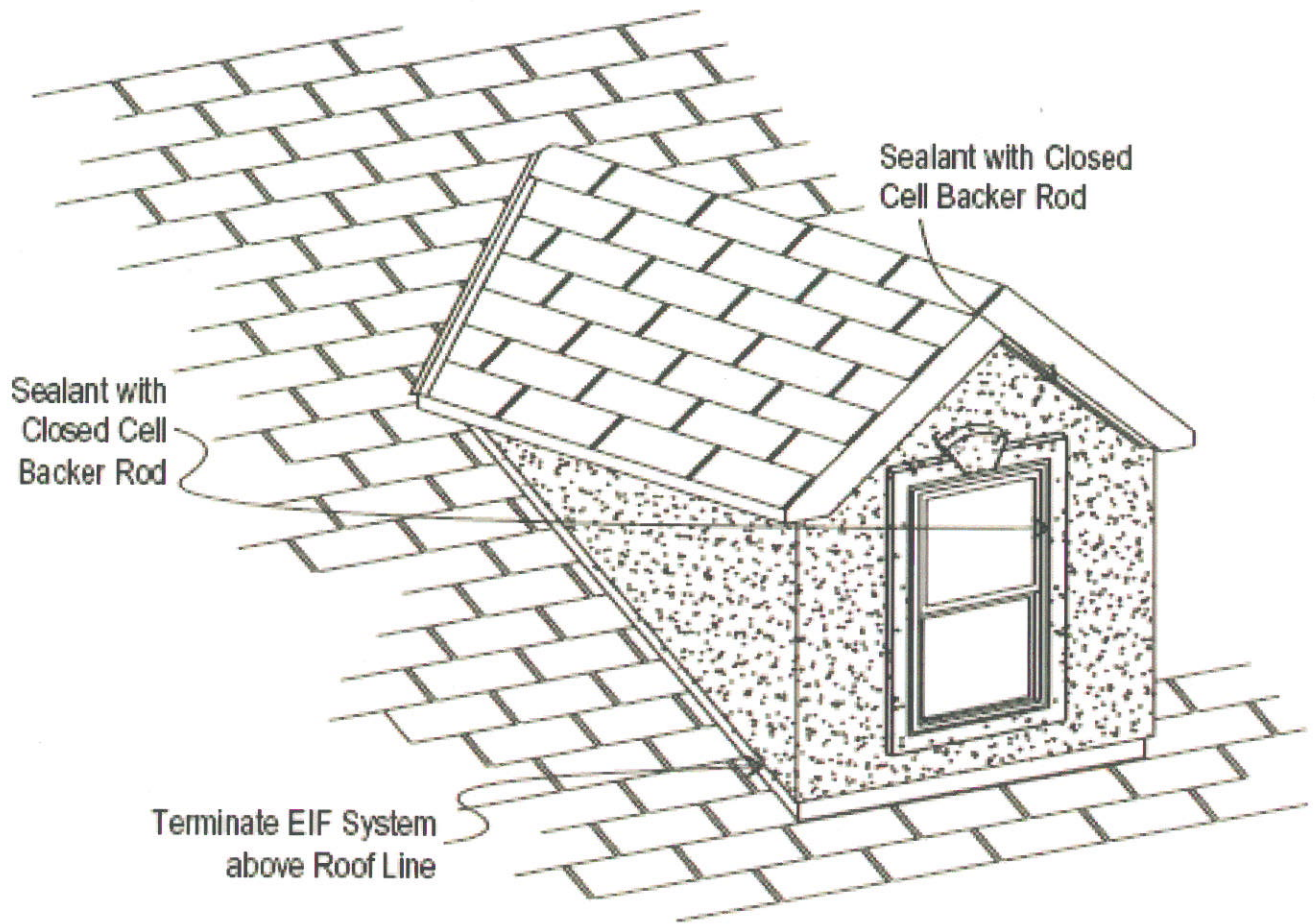 Sealant with Closed
Cell Backer Rod
Sealant with
Closed Cell
Backer Rod
Terminate EIF System
above Roof Line